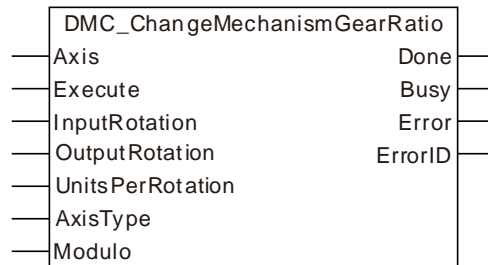 DMC_ChangeMechanismGearRatio
Axis Done
Execute Busy
InputRotation Error
OutputRotation ErrorID
UnitsPerRotation
AxisType
Modulo